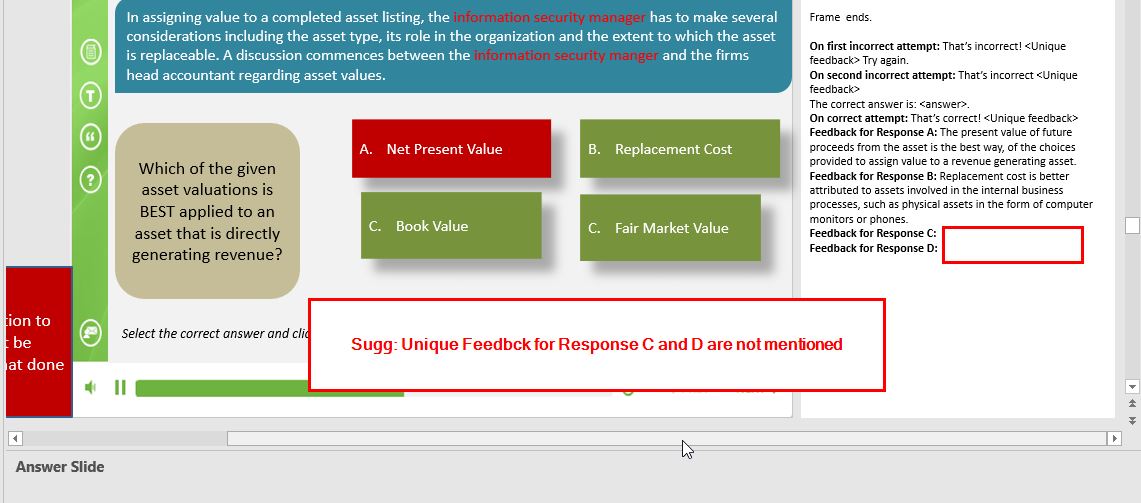 In assigning value to a completed asset listing, the information security manager has to make several
considerations including the asset type, its role in the organization and the extent to which the asset
is replaceable. A discussion commences between the information security manger and the firms
head accountant regarding asset values.
T
“
?
Which of the given
asset valuations is
BEST applied to an
asset that is directly
generating revenue?
A. Net Present Value
B. Replacement Cost
C. Book Value
C. Fair Market Value
tion to
t be
at done
Select the correct answer and clic
Sugg: Unique Feedbck for Response C and D are not mentioned
Frame ends.
On first incorrect attempt: That’s incorrect! <Unique
feedback> Try again.
On second incorrect attempt: That’s incorrect <Unique
feedback>
The correct answer is: <answer>.
On correct attempt: That’s correct! <Unique feedback>
Feedback for Response A: The present value of future
proceeds from the asset is the best way, of the choices
provided to assign value to a revenue generating asset.
Feedback for Response B: Replacement cost is better
attributed to assets involved in the internal business
processes, such as physical assets in the form of computer
monitors or phones.
Feedback for Response C:
Feedback for Response D:
Answer Slide